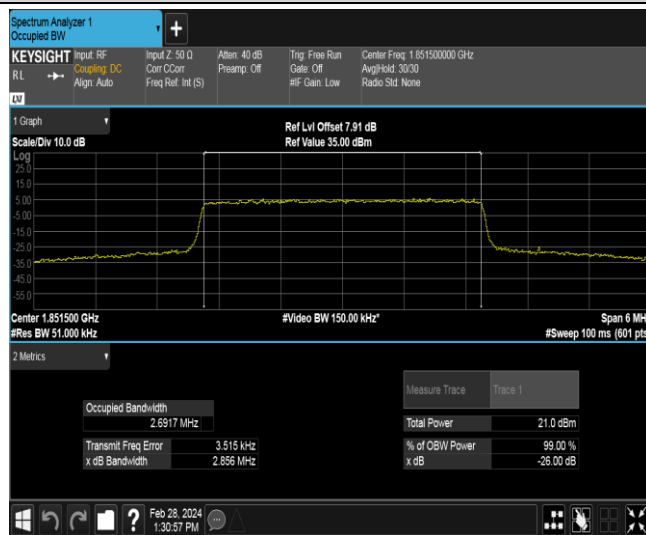 Spectrum Analyzer 1
Occupied BW
+
KEYSIGHT Input: RF Input Z: 50 Ω Atten: 40 dB Trig: Free Run Center Freq: 1.851500000 GHz
RL Coupling: DC Corr CCorr Preamp: Off Gate: Off Avg|Hold: 30/30
Align: Auto Freq Ref: Int (S) #IF Gain: Low Radio Std: None
LXI
1 Graph
Ref Lvl Offset 7.91 dB
Scale/Div 10.0 dB Ref Value 35.00 dBm
Log
25.0
15.0
5.00
-5.00
-15.0
-25.0
-35.0
-45.0
-55.0
Center 1.851500 GHz #Video BW 150.00 kHz* Span 6 MH
#Res BW 51.000 kHz #Sweep 100 ms (601 pts
2 Metrics
Measure Trace Trace 1
Occupied Bandwidth
2.6917 MHz Total Power 21.0 dBm
Transmit Freq Error 3.515 kHz % of OBW Power 99.00 %
x dB Bandwidth 2.856 MHz x dB -26.00 dB
? Feb 28, 2024
1:30:57 PM